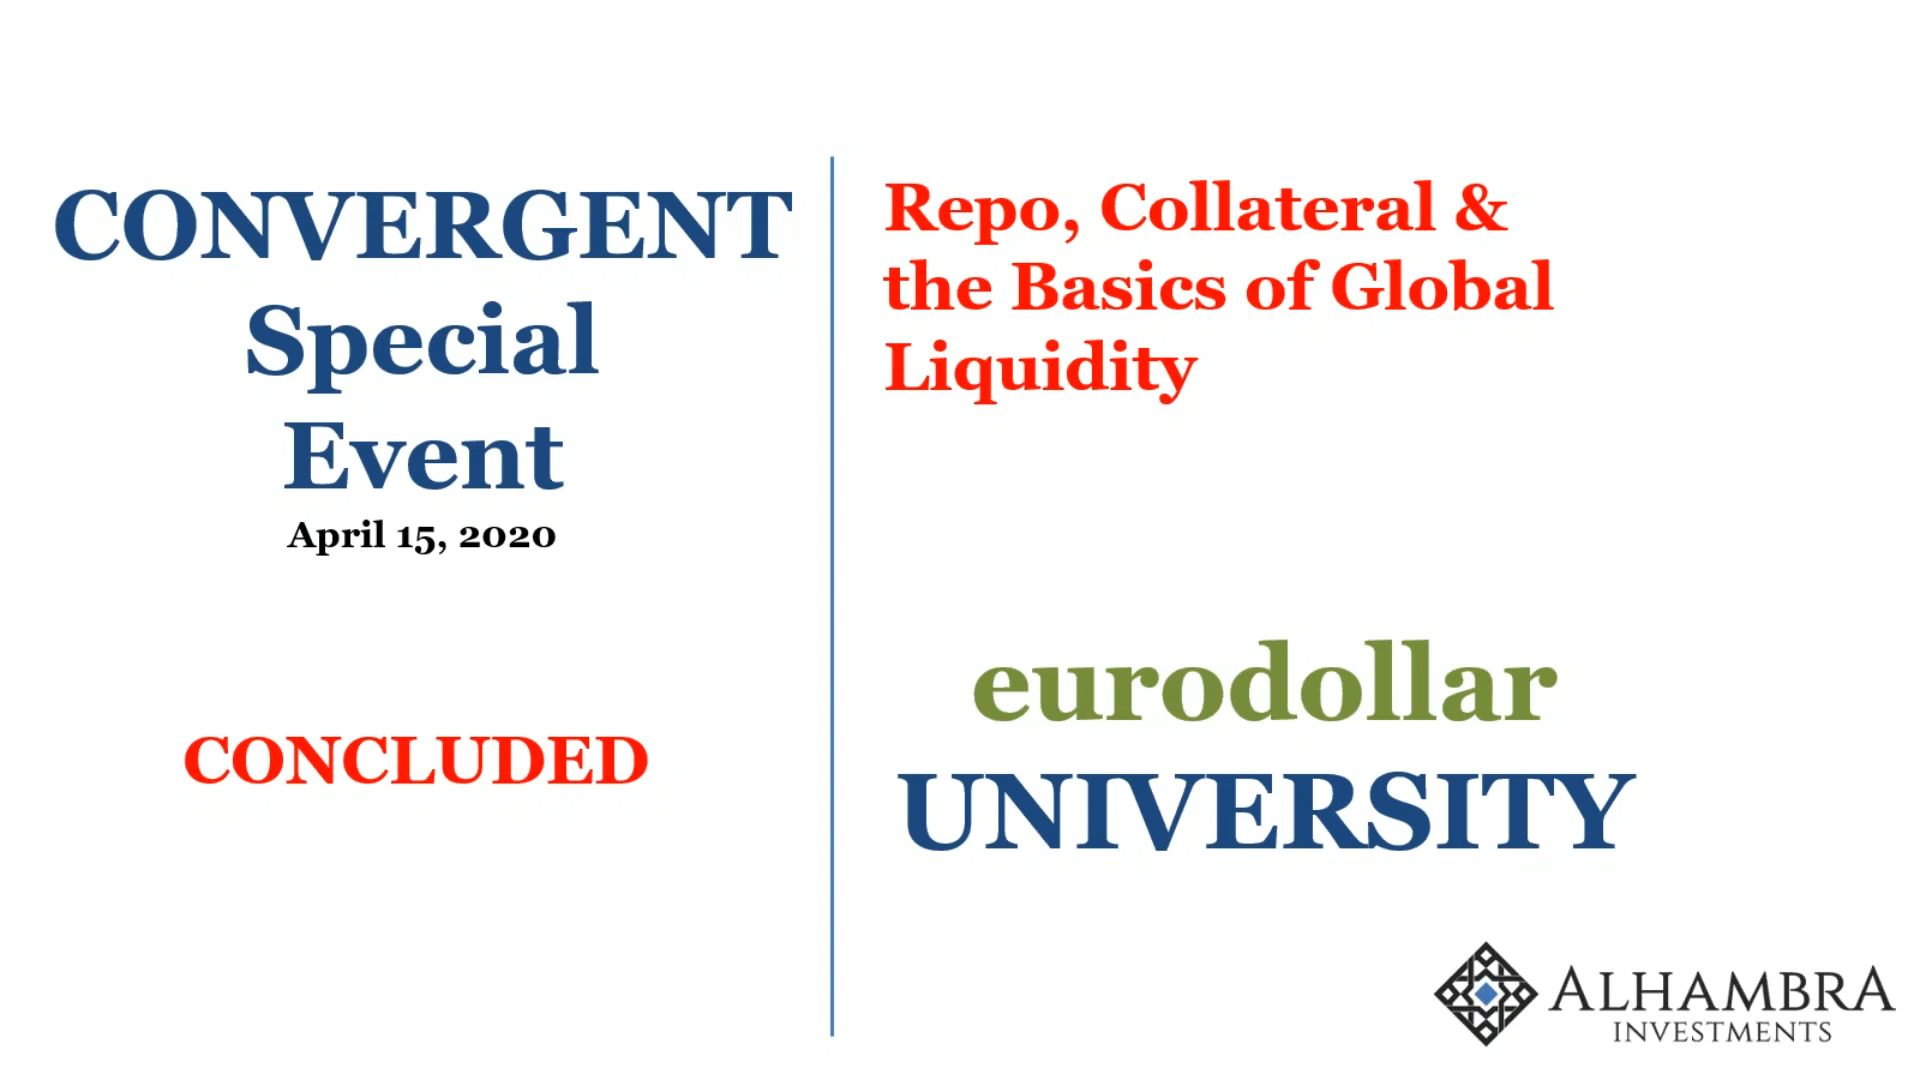 CONVERGENT
Special
Event
April 15, 2020
CONCLUDED
Repo, Collateral &
the Basics of Global
Liquidity
eurodollar
UNIVERSITY
ALHAMBRA
INVESTMENTS